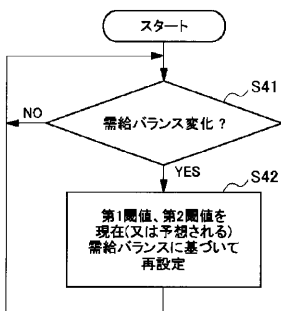 スタート
S41
需給バランス変化？
NO
YES
S42
第1閾値、第2閾値を
現在(又は予想される)
需給バランスに基づいて
再設定